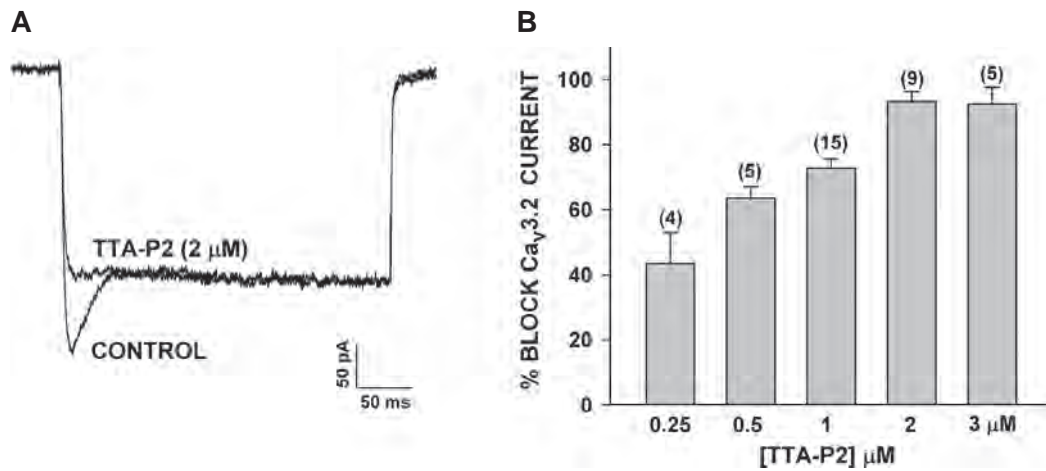 A
TTA-P2 (2 μM)
CONTROL
50 pA
50 ms
B
% BLOCK Cav3.2 CURRENT
100
80
60
40
20
0
(4)
(5)
(15)
(9)
(5)
0.25 0.5 1 2 3 μM
[TTA-P2] μM